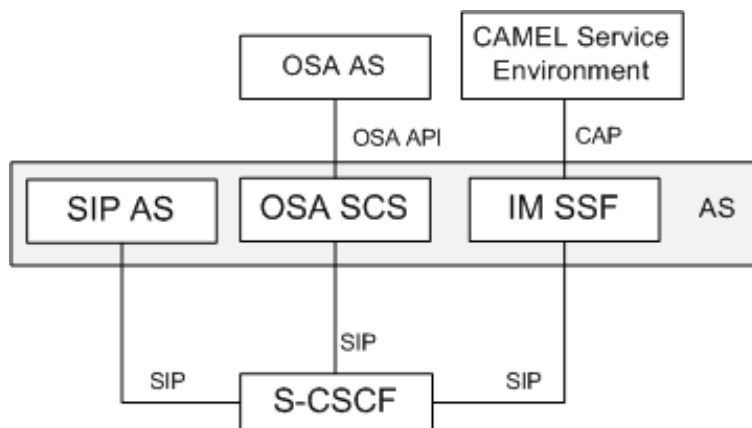 OSA AS
CAMEL Service
Environment
OSA API
CAP
SIP AS
OSA SCS
IM SSF
AS
SIP
SIP
SIP
S-CSCF